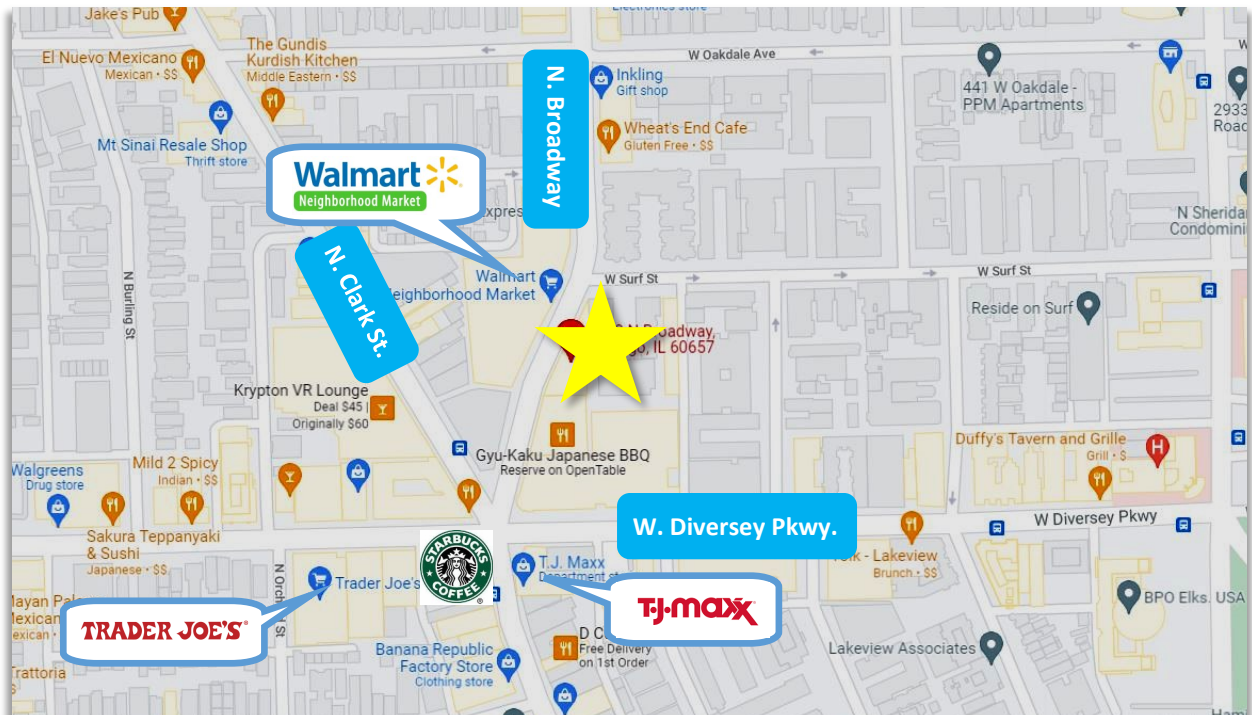 Jake's Pub
Electronics store
El Nuevo Mexicano
Mexican · $$
The Gundis
Kurdish Kitchen
Middle Eastern · $$
W Oakdale Ave
N. Broadway
Inkling
Gift shop
441 W Oakdale -
PPM Apartments
2933
Mt Sinai Resale Shop
Thrift store
Wheat's End Cafe
Gluten Free · $$
Walmart
Neighborhood Market
N. Clark St.
N Burling St
Walmart
Neighborhood Market
W Surf St
W Surf St
Condomini
Reside on Surf
Broadway,
IL 60657
Krypton VR Lounge
Deal $45 |
Originally $60
Gyu-Kaku Japanese BBQ
Reserve on OpenTable
Duffy's Tavern and Grille
Grill · $
H
Walgreens
Drug store
Mild 2 Spicy
Indian · $$
Sakura Teppanyaki
& Sushi
Japanese · $$
W. Diversey Pkwy.
W Diversey Pkwy
STARBUCKS
COFFEE
T.J. Maxx
Department st
- Lakeview
Brunch · $$
Trader Joe's
TRADER JOE'S
T·J·maxx
BPO Elks. USA
Mayan
Mexican
N Orch
St
Banana Republic
Factory Store
Clothing store
D C
Free Delivery
on 1st Order
Lakeview Associates
Trattoria